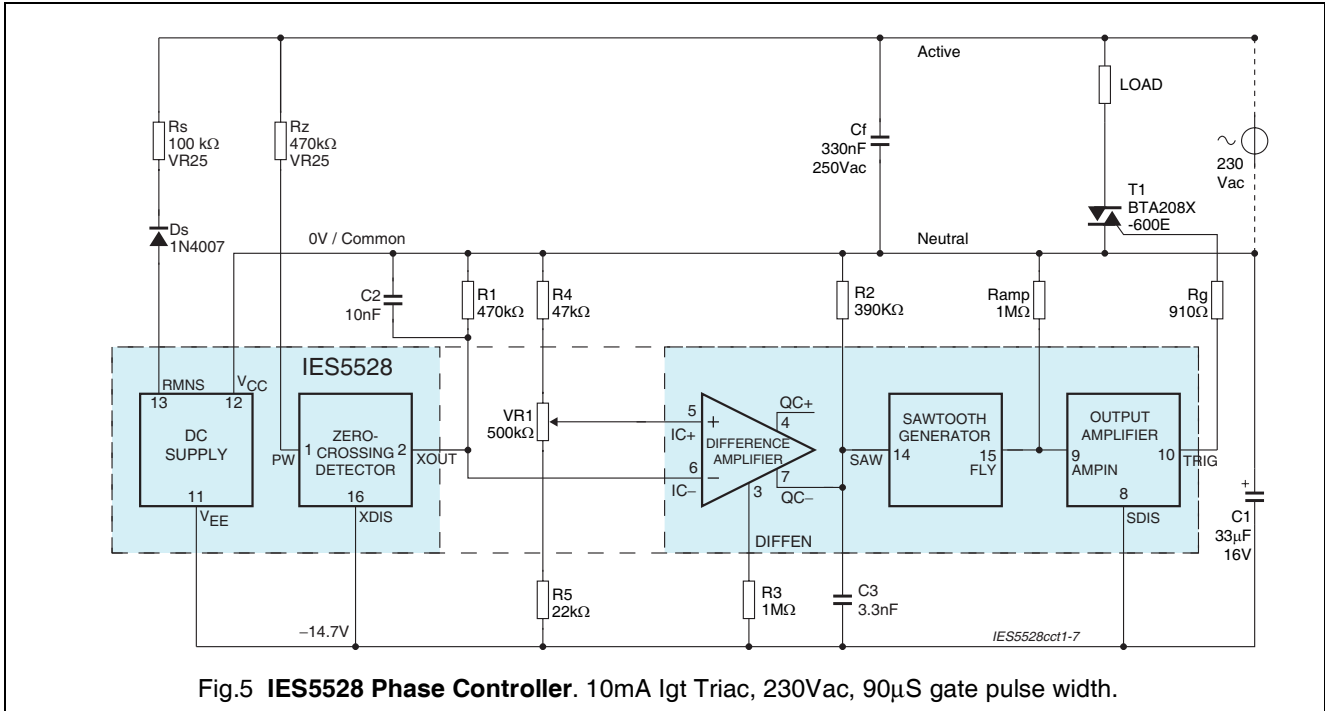 Active
LOAD
Rs
100 kΩ
VR25
Rz
470kΩ
VR25
Cf
330nF
250Vac
230
Vac
T1
BTA208X
-600E
Ds
1N4007
0V / Common
Neutral
C2
10nF
R1
470kΩ
R4
47kΩ
R2
390KΩ
Ramp
1MΩ
Rg
910Ω
IES5528
RMNS
13
VCC
12
DC
SUPPLY
11
VEE
PW
1
ZERO-
CROSSING
DETECTOR
2
XOUT
16
XDIS
VR1
500kΩ
5
IC+
+
6
IC−
−
DIFFERENCE
AMPLIFIER
QC+
4
7
QC−
3
DIFFEN
SAW
14
SAWTOOTH
GENERATOR
15
FLY
OUTPUT
AMPLIFIER
9
AMPIN
10
TRIG
8
SDIS
+
C1
33µF
16V
R5
22kΩ
R3
1MΩ
C3
3.3nF
−14.7V
IES5528cct1-7
Fig.5 IES5528 Phase Controller. 10mA Igt Triac, 230Vac, 90µS gate pulse width.